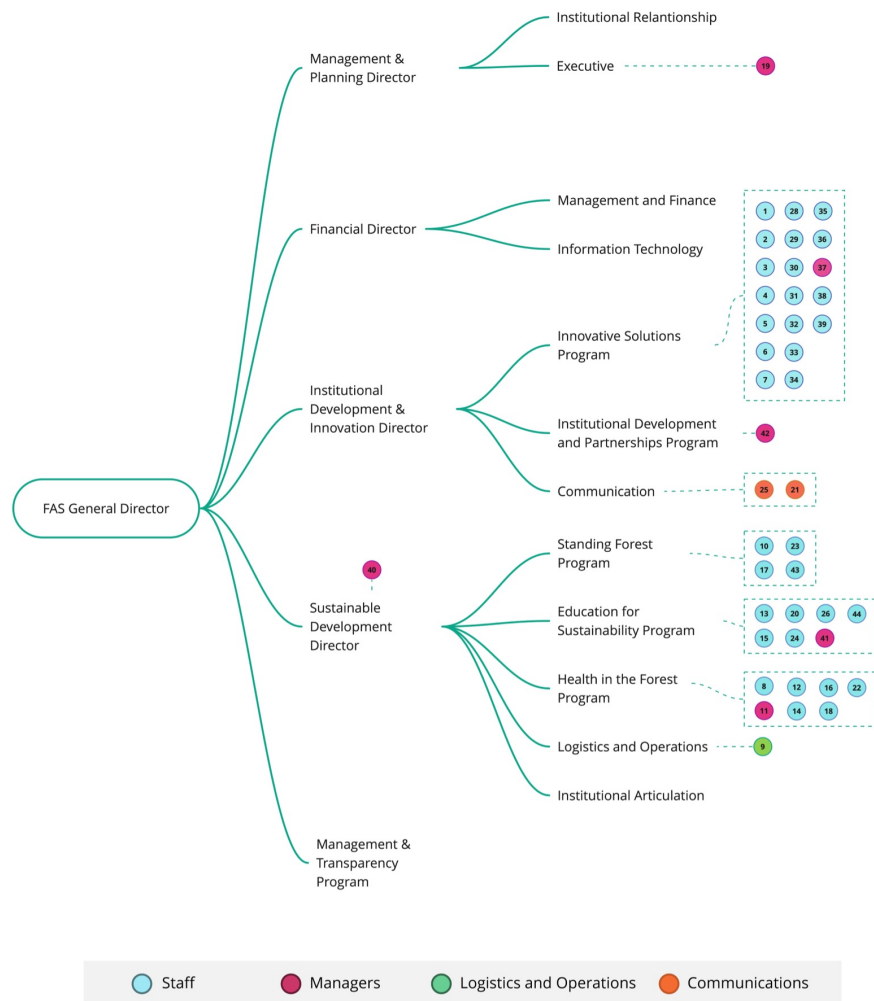 Institutional Relantionship
Management &
Planning Director
Executive
19
Financial Director
Management and Finance
Information Technology
1 28 35
2 29 36
3 30 37
4 31 38
5 32 39
6 33
7 34
Innovative Solutions
Program
Institutional
Development &
Innovation Director
Institutional Development
and Partnerships Program
42
Communication
25 21
FAS General Director
Standing Forest
Program
10 23
17 43
40
Sustainable
Development
Director
Education for
Sustainability Program
13 20 26 44
15 24 41
Health in the Forest
Program
8 12 16 22
11 14 18
Logistics and Operations
9
Institutional Articulation
Management &
Transparency
Program
Staff Managers Logistics and Operations Communications